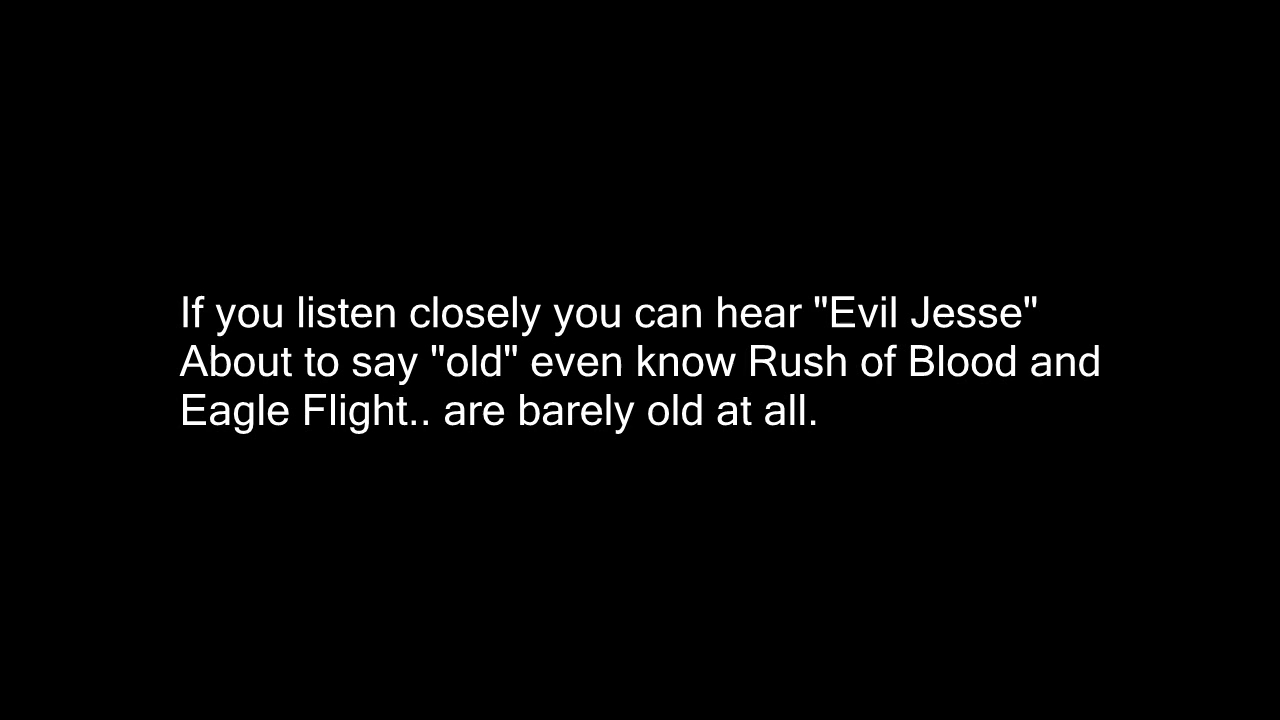 If you listen closely you can hear "Evil Jesse"
About to say "old" even know Rush of Blood and
Eagle Flight.. are barely old at all.